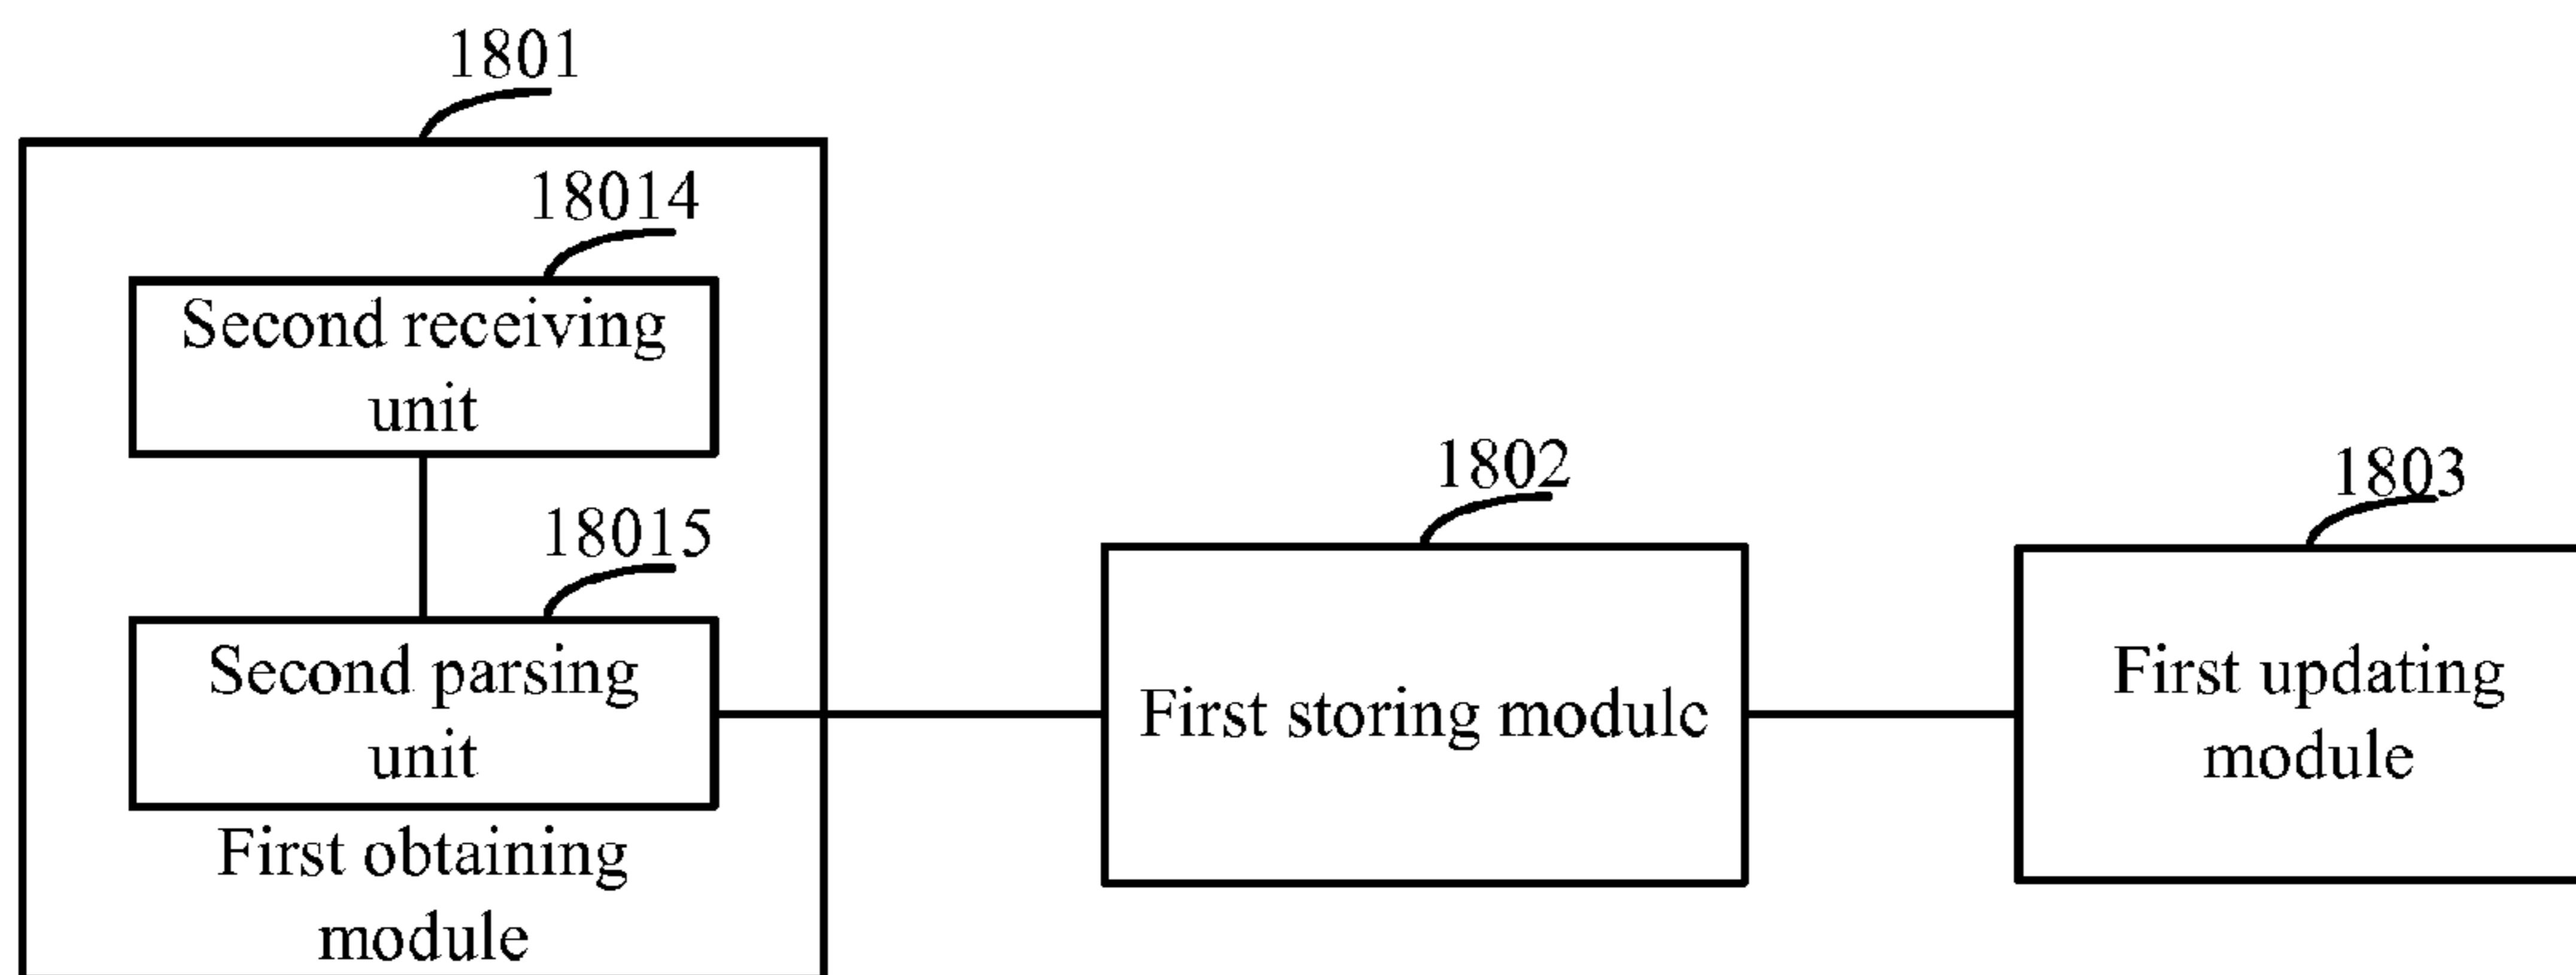 1801
18014
Second receiving
unit
18015
Second parsing
unit
First obtaining
module
1802
First storing module
1803
First updating
module